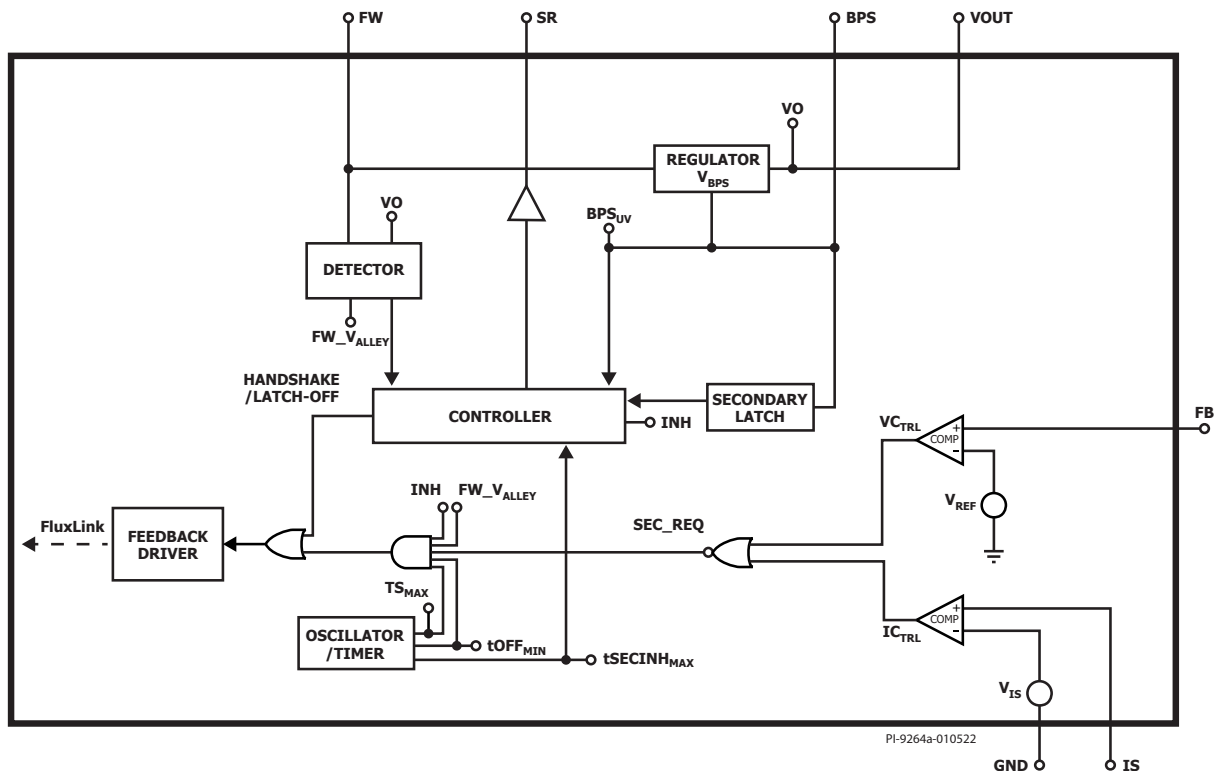 FW
SR
BPS
VOUT
VO
REGULATOR
VBPS
VO
BPSUV
DETECTOR
FW_VALLEY
HANDSHAKE
/LATCH-OFF
CONTROLLER
SECONDARY
LATCH
INH
VCTRL
COMP
+
−
FB
VREF
INH
FW_VALLEY
SEC_REQ
FluxLink
FEEDBACK
DRIVER
TSMAX
OSCILLATOR
/TIMER
tOFFMIN
tSECINHMAX
ICTRL
COMP
+
−
VIS
PI-9264a-010522
GND
IS